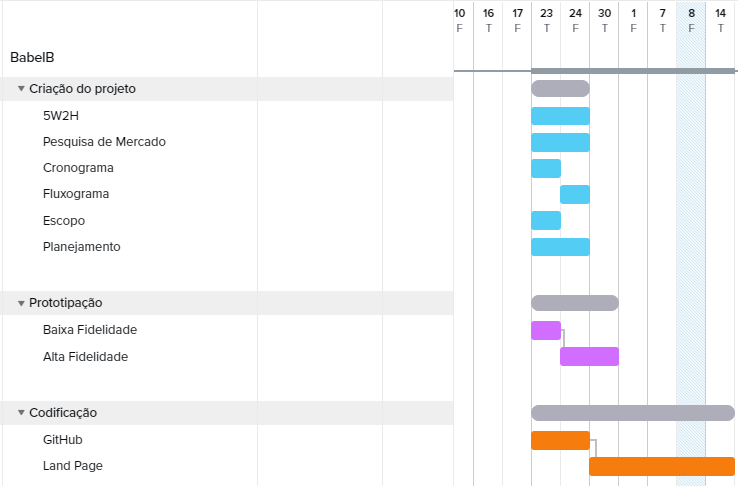 10 16 17 23 24 30 1 7 8 14
F T F T F T F T F T
BabelB
Criação do projeto
5W2H
Pesquisa de Mercado
Cronograma
Fluxograma
Escopo
Planejamento
Prototipação
Baixa Fidelidade
Alta Fidelidade
Codificação
GitHub
Land Page